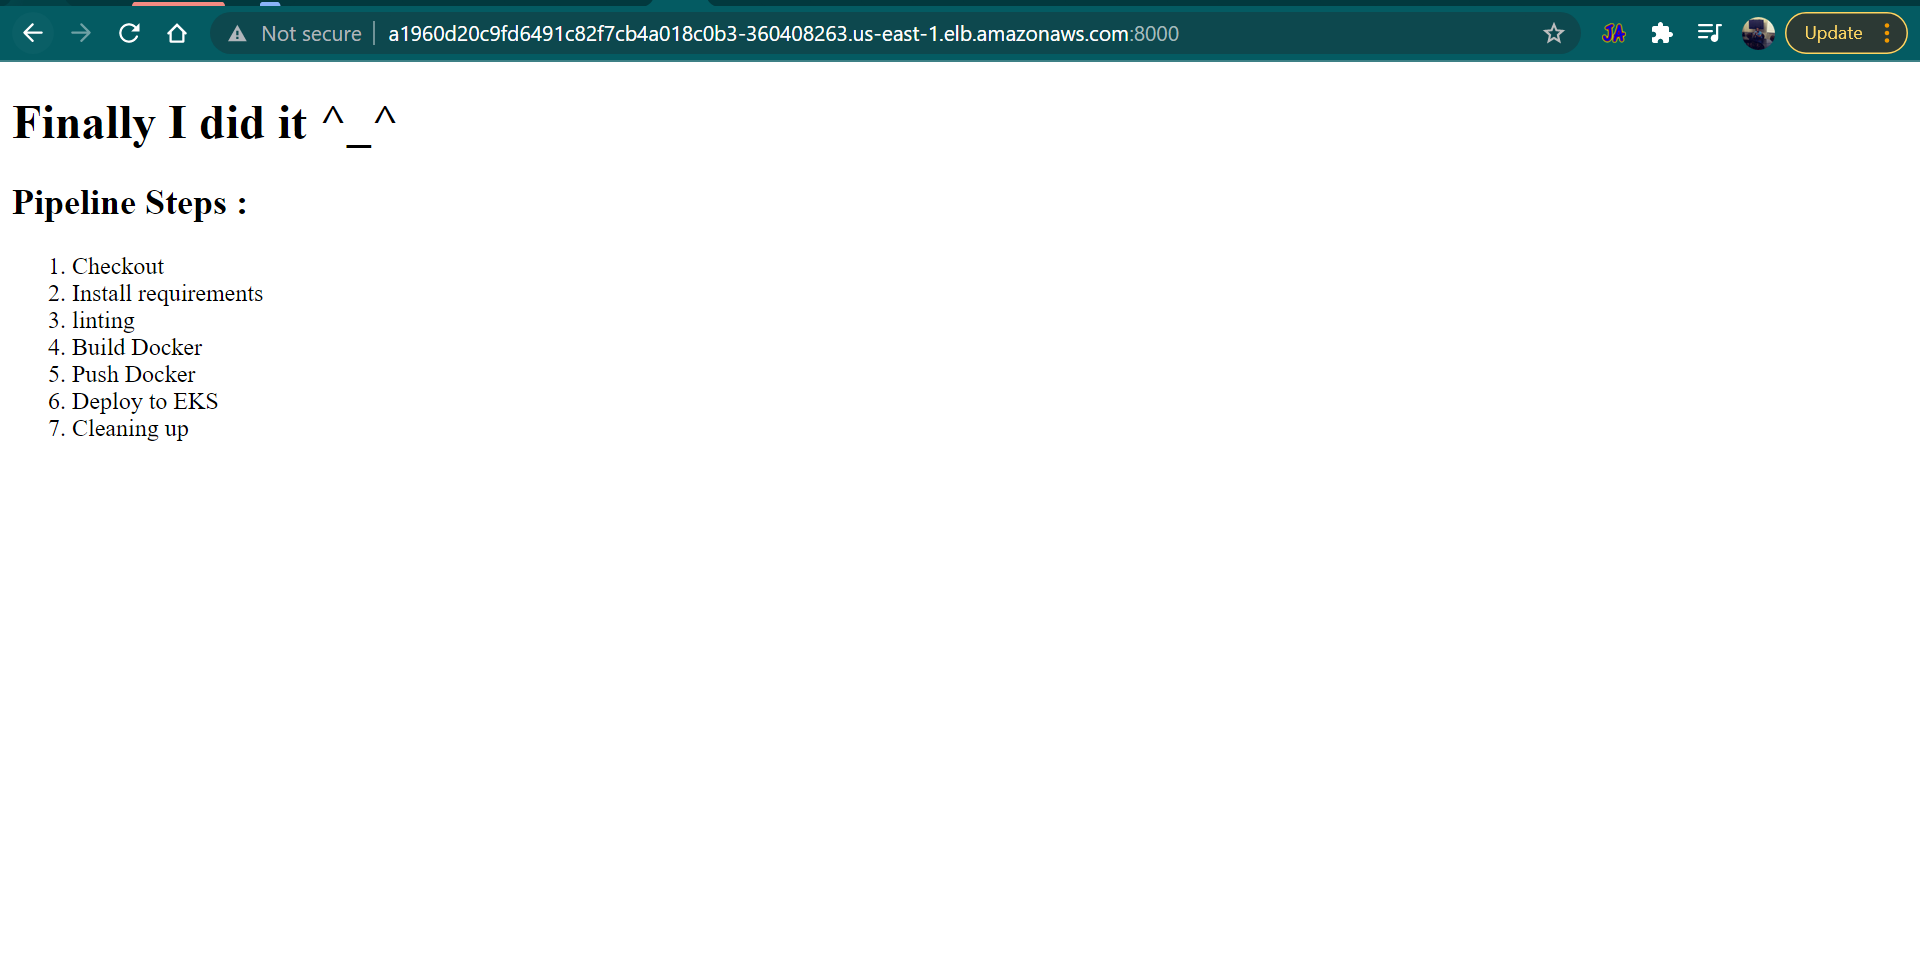 Not secure a1960d20c9fd6491c82f7cb4a018c0b3-360408263.us-east-1.elb.amazonaws.com:8000 JA Update
Finally I did it ^_^
Pipeline Steps :
1. Checkout
2. Install requirements
3. linting
4. Build Docker
5. Push Docker
6. Deploy to EKS
7. Cleaning up